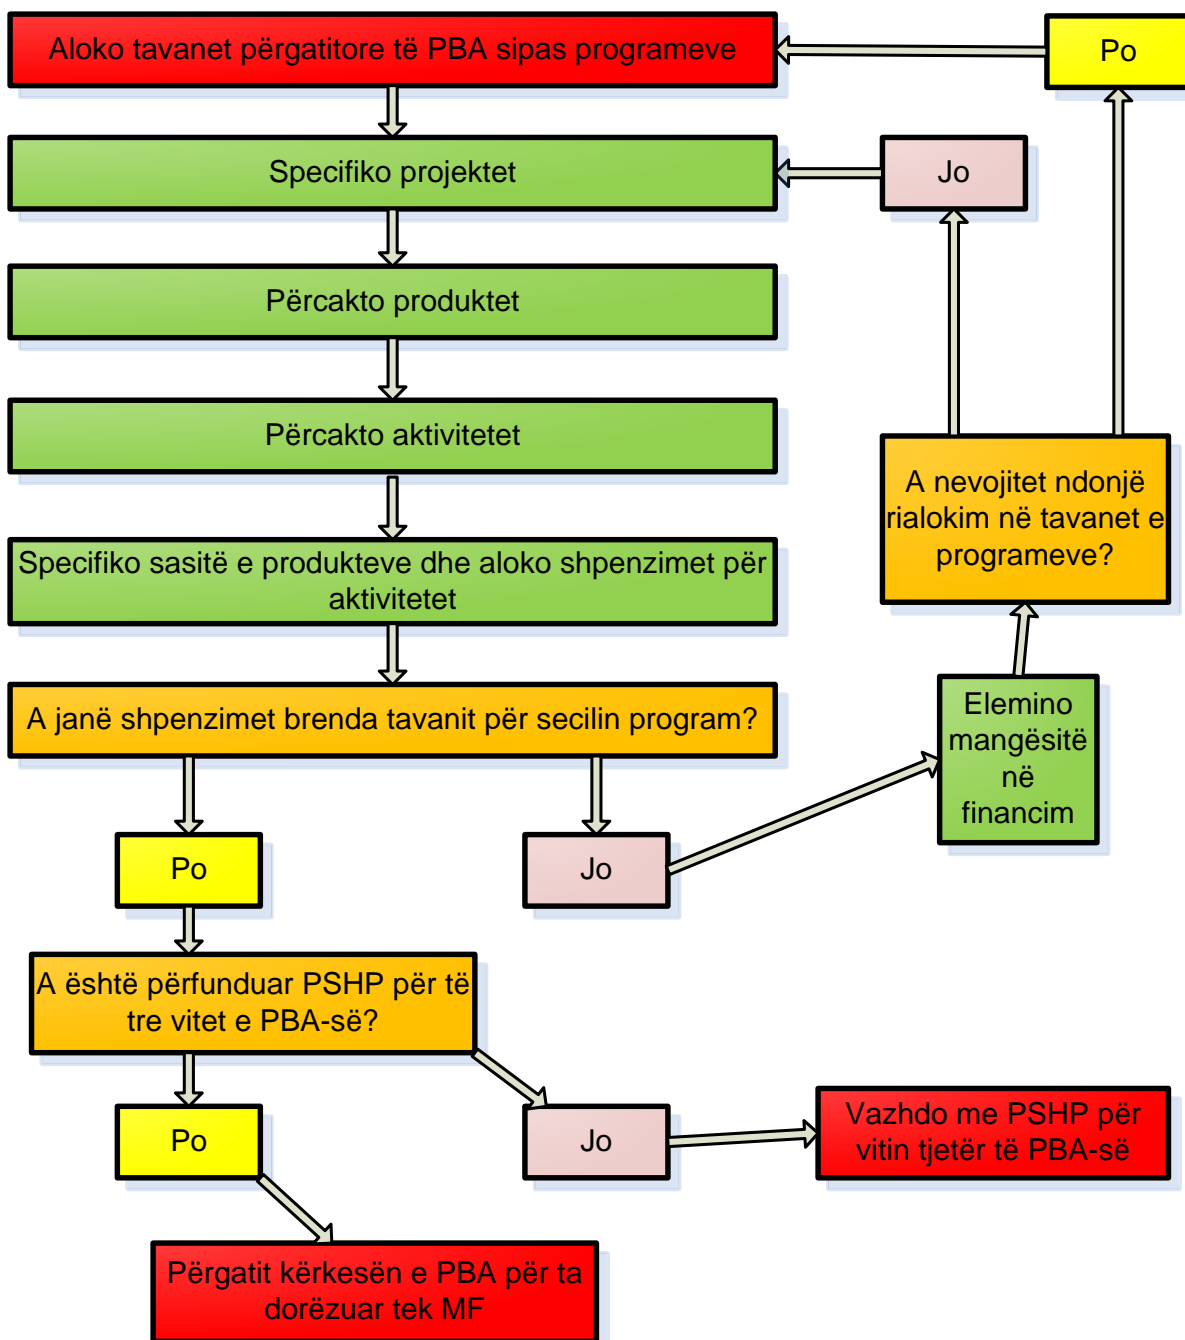 Aloko tavanet përgatitore të PBA sipas programeve
Po
Specifiko projektet
Jo
Përcakto produktet
Përcakto aktivitetet
A nevojitet ndonjë
rialokim në tavanet e
programeve?
Specifiko sasitë e produkteve dhe aloko shpenzimet për
aktivitetet
A janë shpenzimet brenda tavanit për secilin program?
Elemino
mangësitë
në
financim
Po
Jo
A është përfunduar PSHP për të
tre vitet e PBA-së?
Po
Jo
Vazhdo me PSHP për
vitin tjetër të PBA-së
Përgatit kërkesën e PBA për ta
dorëzuar tek MF